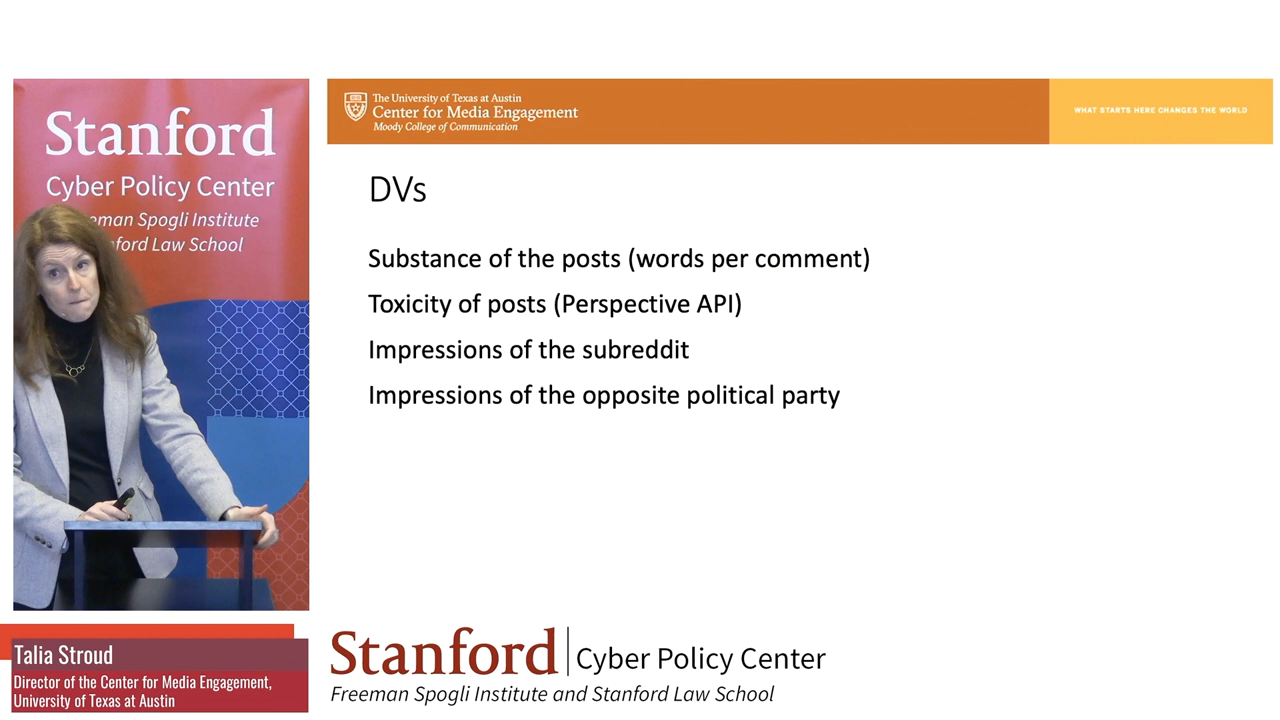 Stanford
Cyber Policy Center
eman Spogli Institute
nford Law School
The University of Texas at Austin
Center for Media Engagement
Moody College of Communication
WHAT STARTS HERE CHANGES THE WORLD
DVs
Substance of the posts (words per comment)
Toxicity of posts (Perspective API)
Impressions of the subreddit
Impressions of the opposite political party
Talia Stroud
Director of the Center for Media Engagement,
University of Texas at Austin
Stanford | Cyber Policy Center
Freeman Spogli Institute and Stanford Law School